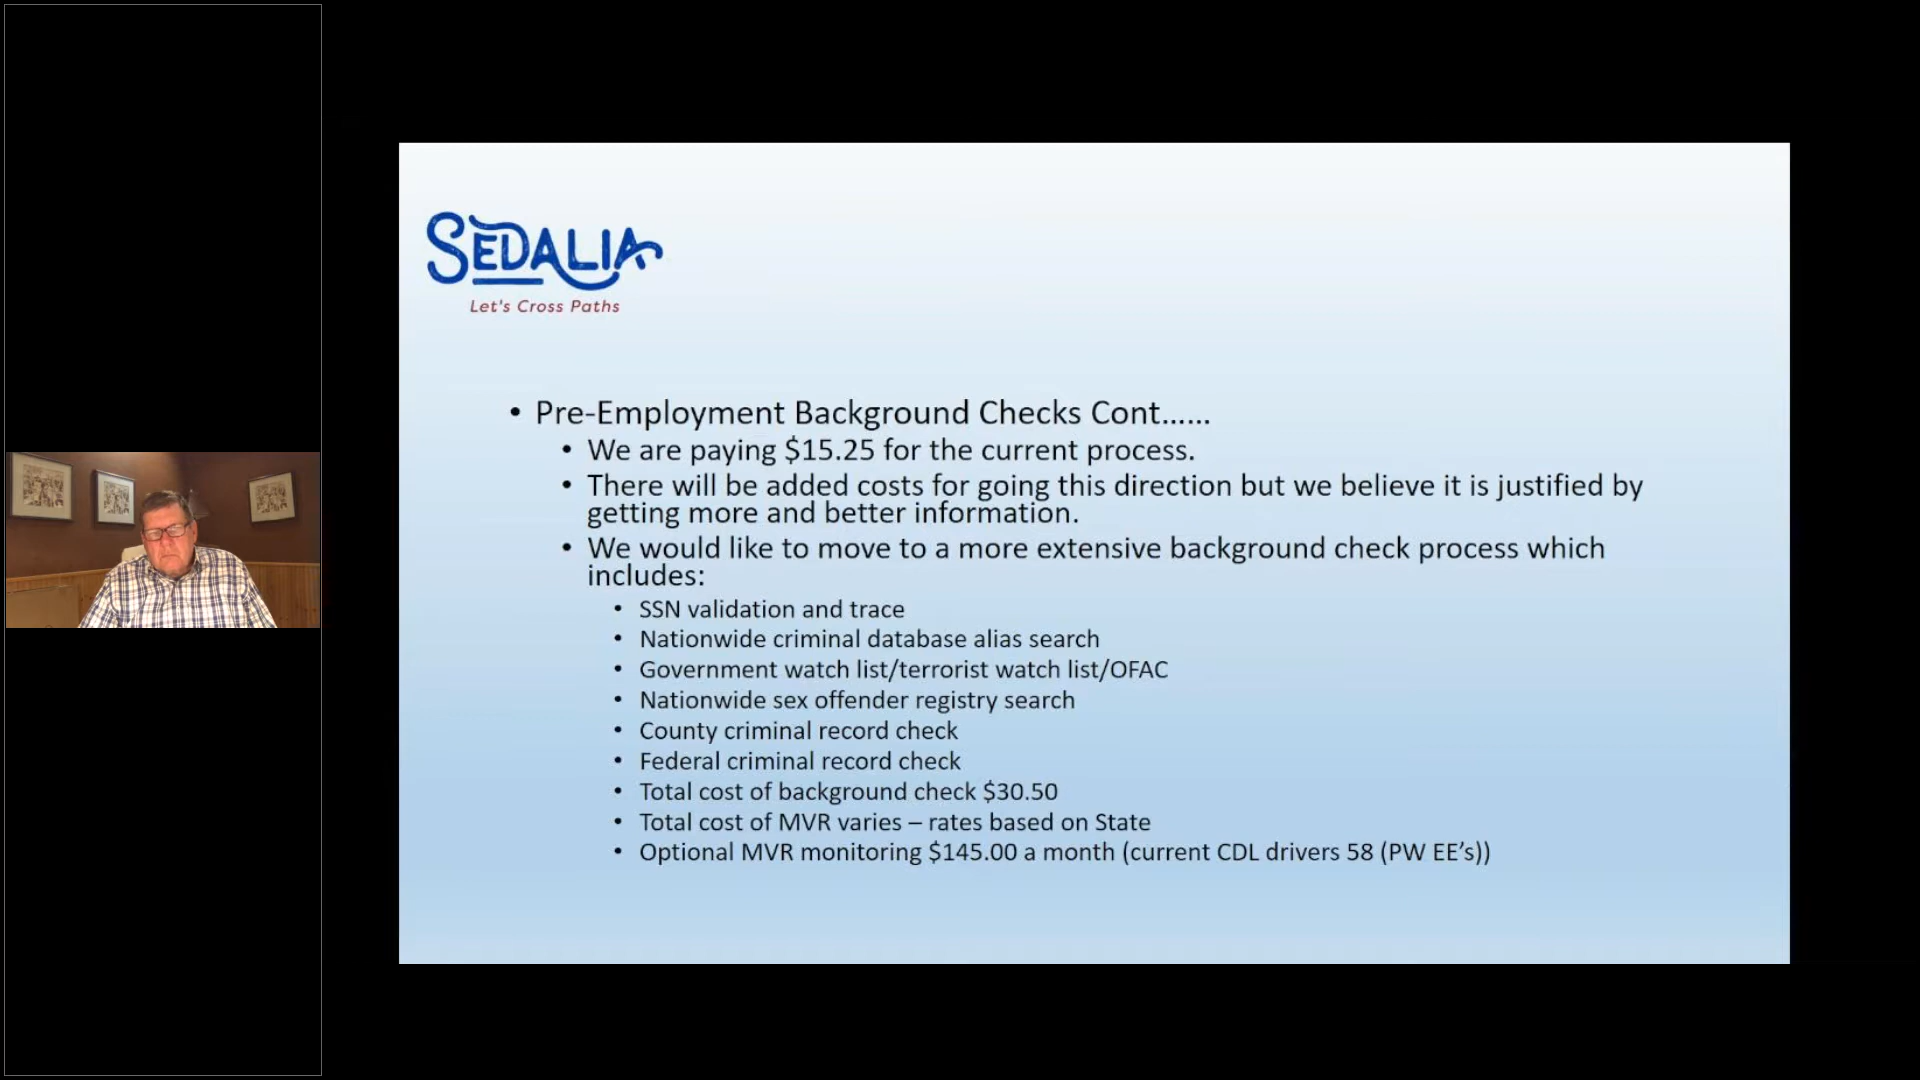 SEDALIA
Let's Cross Paths
• Pre-Employment Background Checks Cont......
• We are paying $15.25 for the current process.
• There will be added costs for going this direction but we believe it is justified by
getting more and better information.
• We would like to move to a more extensive background check process which
includes:
• SSN validation and trace
• Nationwide criminal database alias search
• Government watch list/terrorist watch list/OFAC
• Nationwide sex offender registry search
• County criminal record check
• Federal criminal record check
• Total cost of background check $30.50
• Total cost of MVR varies – rates based on State
• Optional MVR monitoring $145.00 a month (current CDL drivers 58 (PW EE’s))